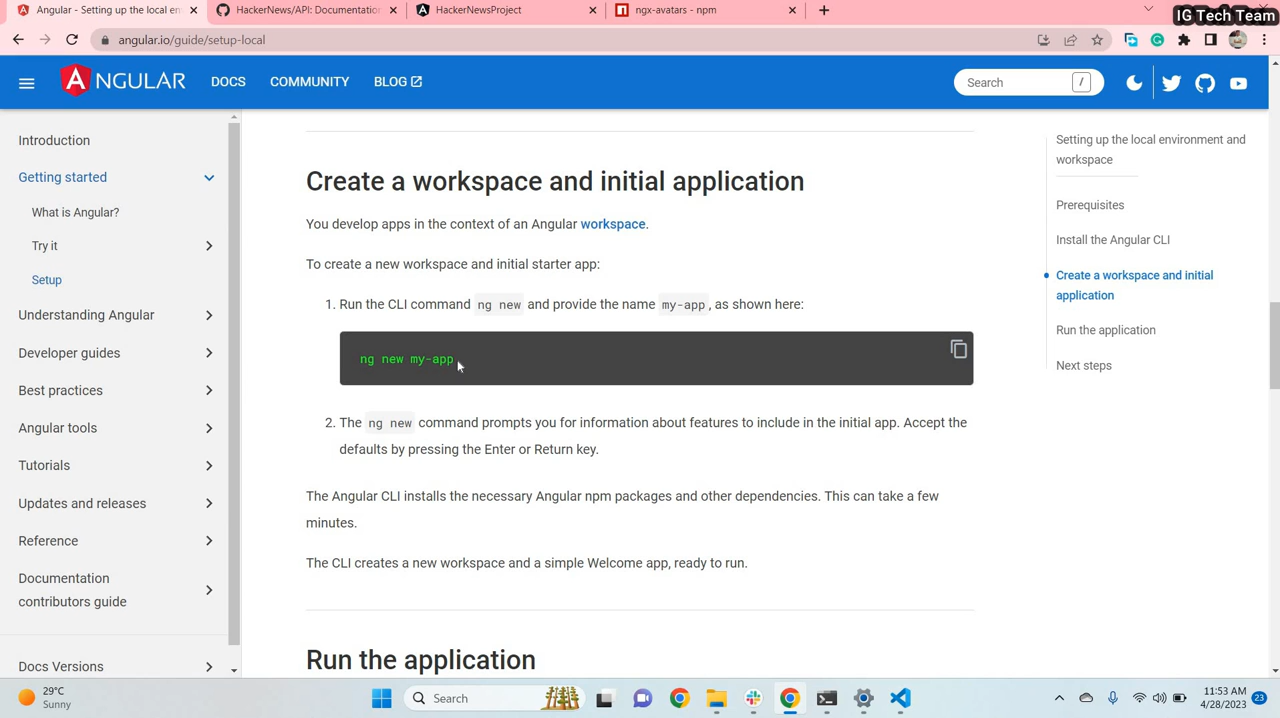 Angular - Setting up the local en
HackerNews/API: Documentation
HackerNewsProject
ngx-avatars - npm
IG Tech Team
angular.io/guide/setup-local
ANGULAR
DOCS
COMMUNITY
BLOG
Search
/
Introduction
Getting started
What is Angular?
Try it
Setup
Understanding Angular
Developer guides
Best practices
Angular tools
Tutorials
Updates and releases
Reference
Documentation
contributors guide
Docs Versions
Create a workspace and initial application
You develop apps in the context of an Angular workspace.
To create a new workspace and initial starter app:
1. Run the CLI command ng new and provide the name my-app, as shown here:
ng new my-app
2. The ng new command prompts you for information about features to include in the initial app. Accept the
defaults by pressing the Enter or Return key.
The Angular CLI installs the necessary Angular npm packages and other dependencies. This can take a few
minutes.
The CLI creates a new workspace and a simple Welcome app, ready to run.
Run the application
Setting up the local environment and
workspace
Prerequisites
Install the Angular CLI
Create a workspace and initial
application
Run the application
Next steps
29°C
Sunny
Search
11:53 AM
4/28/2023
23